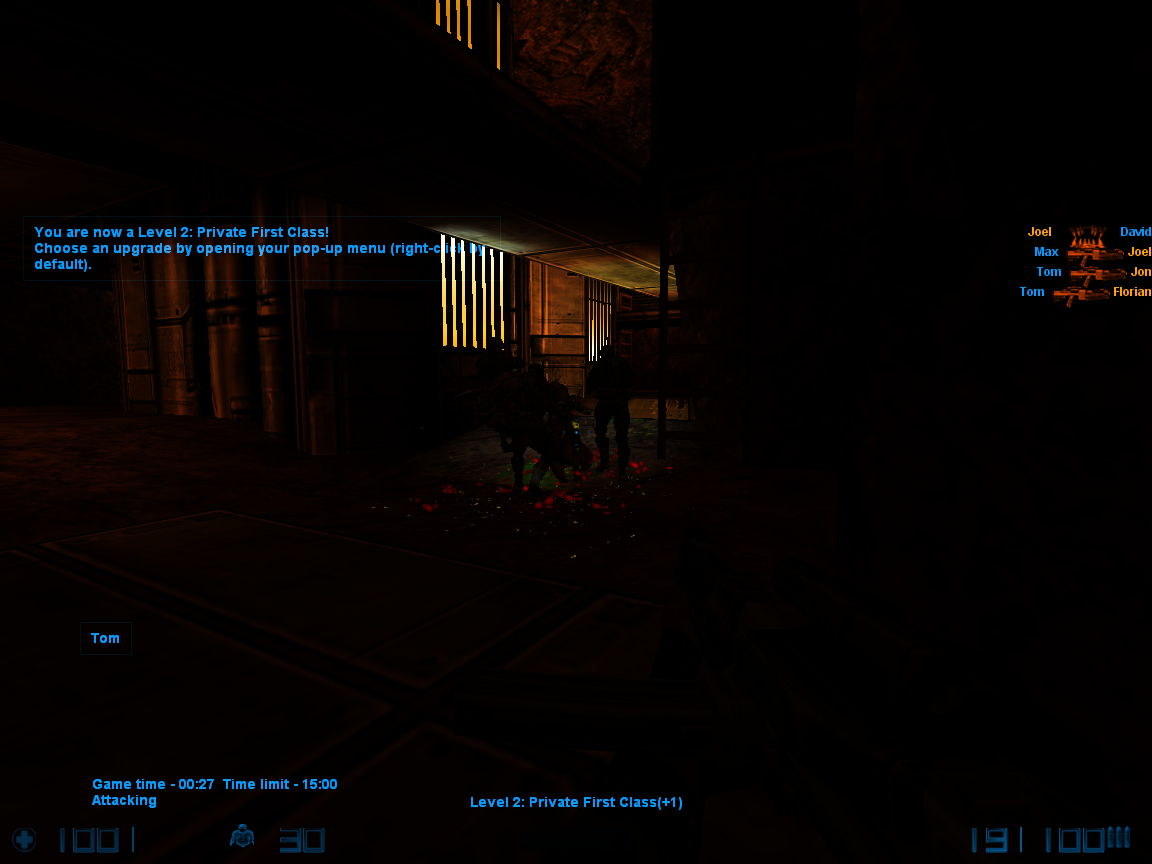 You are now a Level 2: Private First Class!
Choose an upgrade by opening your pop-up menu (right-click by
default).
Joel David
Max Joel
Tom Jon
Tom Florian
Tom
Game time - 00:27 Time limit - 15:00
Attacking
Level 2: Private First Class(+1)
100 30 19 100